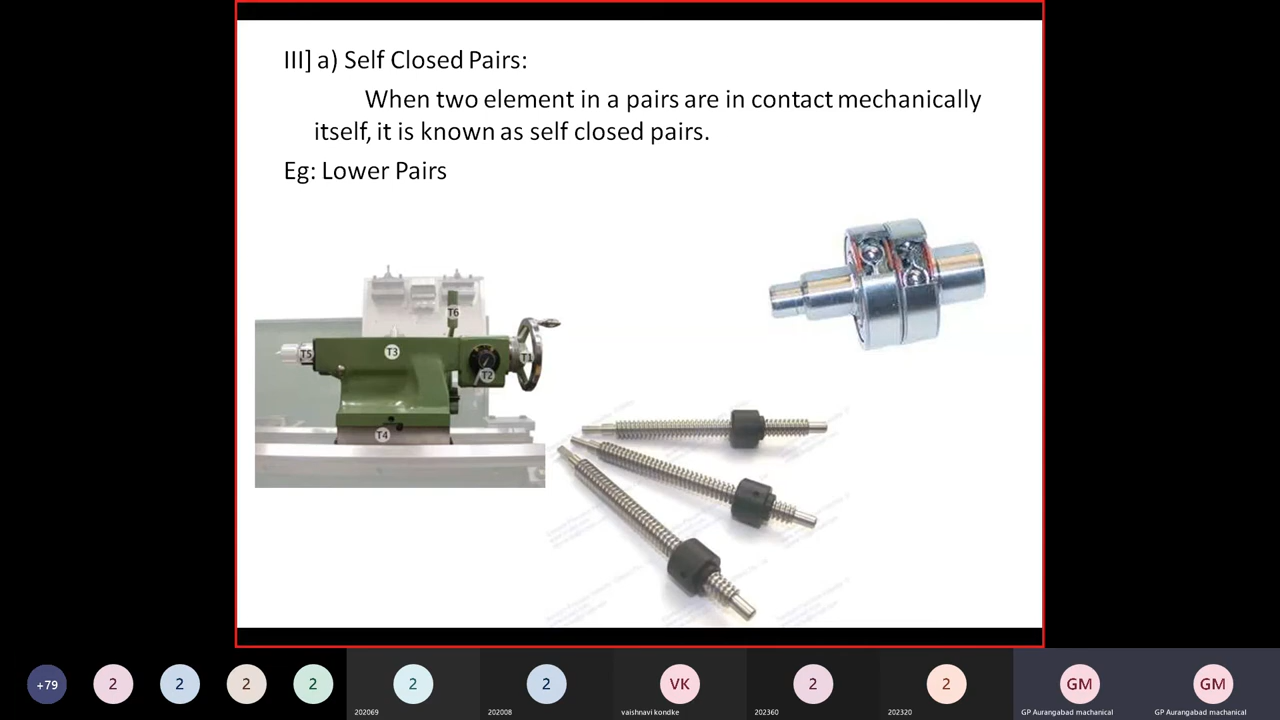 III] a) Self Closed Pairs:
When two element in a pairs are in contact mechanically
itself, it is known as self closed pairs.
Eg: Lower Pairs
T6
T5
T3
T1
T2
T4
+79
2
2
2
2
2
2
VK
2
2
GM
GM
202069
202008
vaishnavi kondke
202360
202320
GP Aurangabad machanical
GP Aurangabad machanical